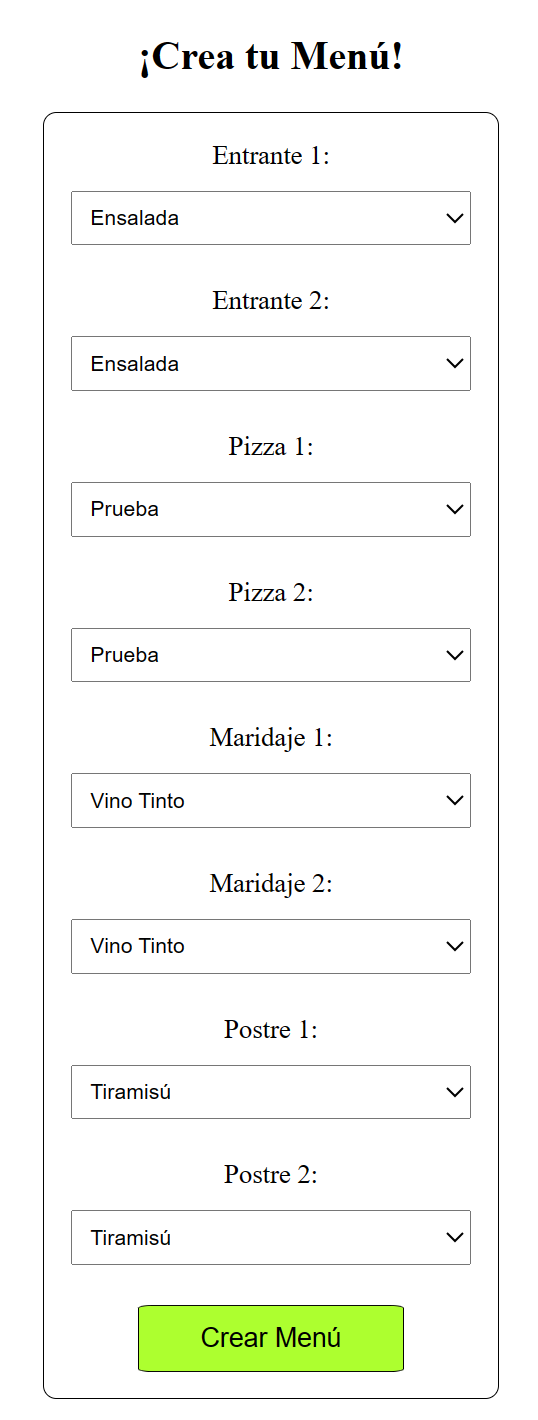 ¡Crea tu Menú!
Entrante 1:
Ensalada
Entrante 2:
Ensalada
Pizza 1:
Prueba
Pizza 2:
Prueba
Maridaje 1:
Vino Tinto
Maridaje 2:
Vino Tinto
Postre 1:
Tiramisú
Postre 2:
Tiramisú
Crear Menú